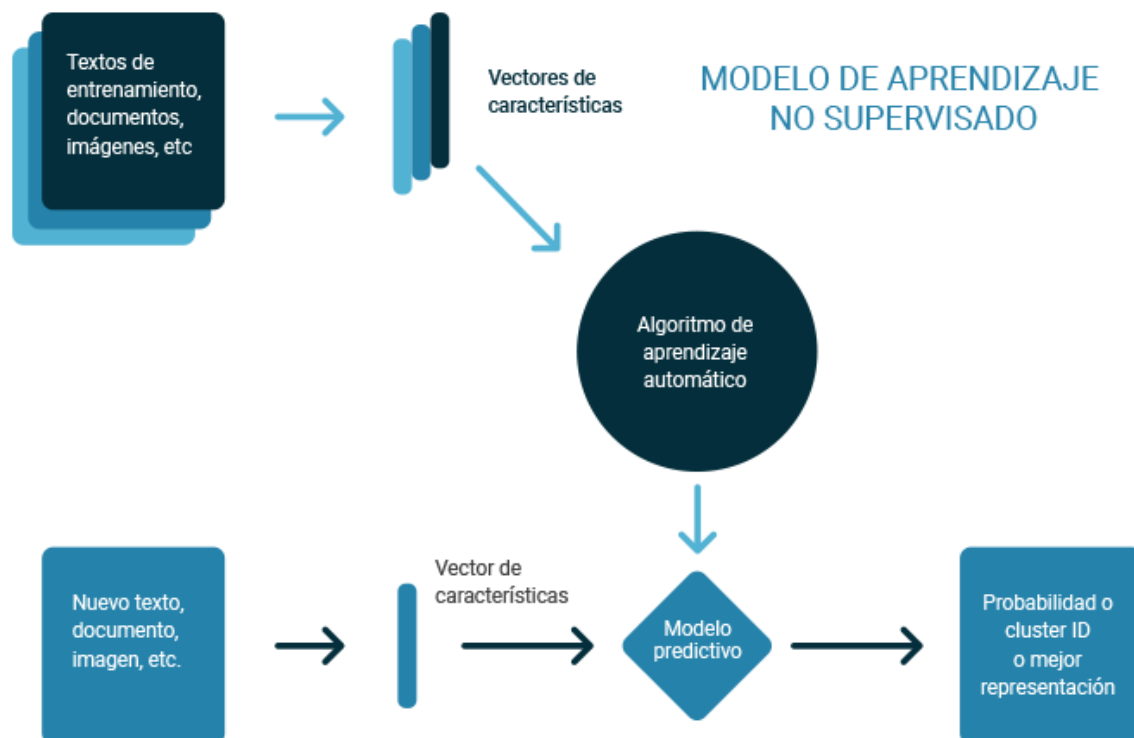 Textos de
entrenamiento,
documentos,
imágenes, etc
Vectores de
características
MODELO DE APRENDIZAJE
NO SUPERVISADO
Algoritmo de
aprendizaje
automático
Nuevo texto,
documento,
imagen, etc.
Vector de
características
Modelo
predictivo
Probabilidad o
cluster ID
o mejor
representación